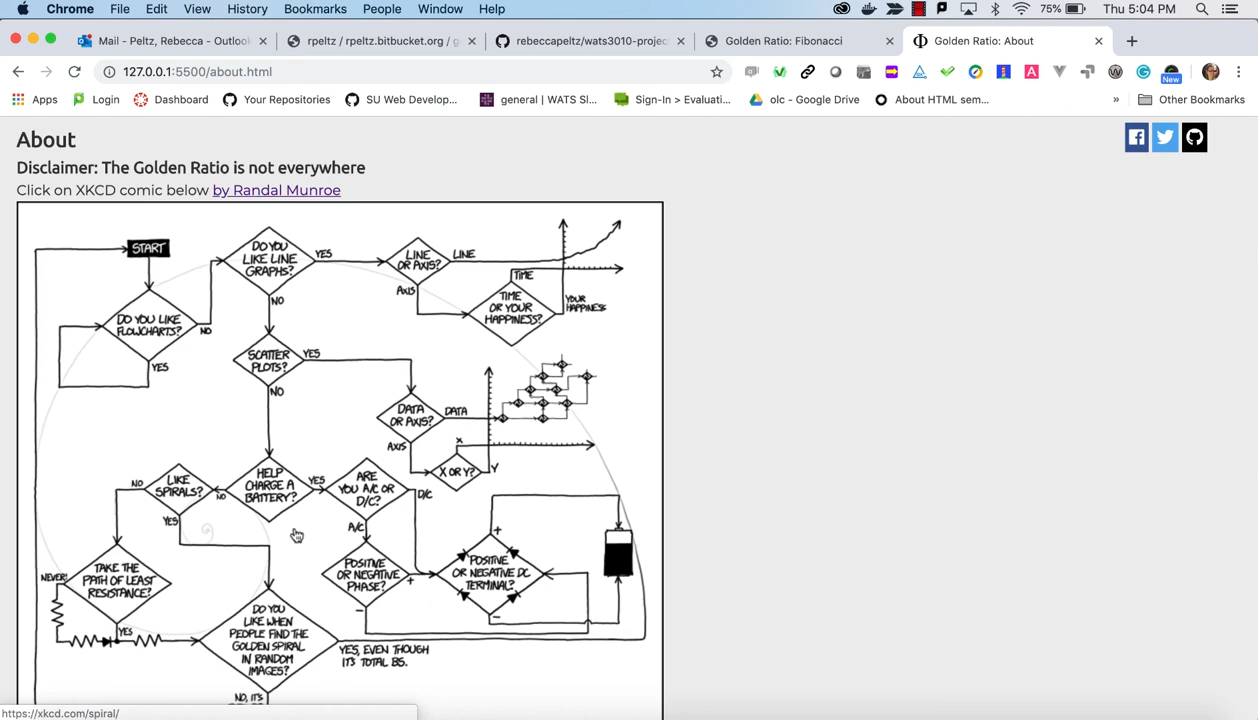 Chrome File Edit View History Bookmarks People Window Help 75% Thu 5:04 PM
Mail - Peltz, Rebecca - Outloo
rpeltz / rpeltz.bitbucket.org / g
rebeccapeltz/wats3010-projec
Golden Ratio: Fibonacci
Golden Ratio: About
127.0.0.1:5500/about.html
New
Apps Login Dashboard Your Repositories SU Web Develop... general | WATS Sl... Sign-In > Evaluati... olc - Google Drive About HTML sem... » Other Bookmarks
About
Disclaimer: The Golden Ratio is not everywhere
Click on XKCD comic below by Randal Munroe
START
DO YOU
LIKE LINE
GRAPHS?
YES
LINE
OR AXIS?
LINE
AXIS
TIME
TIME
OR YOUR
HAPPINESS?
YOUR
HAPPINESS
NO
DO YOU LIKE
FLOWCHARTS?
NO
YES
SCATTER
PLOTS?
YES
NO
DATA
OR AXIS?
DATA
AXIS
X
X OR Y?
Y
HELP
CHARGE A
BATTERY?
YES
NO
LIKE
SPIRALS?
NO
YES
ARE
YOU A/C OR
D/C?
D/C
A/C
POSITIVE
OR NEGATIVE
PHASE?
+
−
POSITIVE
OR NEGATIVE DC
TERMINAL?
+
−
TAKE THE
PATH OF LEAST
RESISTANCE?
NEVER!
YES
DO YOU
LIKE WHEN
PEOPLE FIND THE
GOLDEN SPIRAL
IN RANDOM
IMAGES?
YES, EVEN THOUGH
IT'S TOTAL BS.
NO, IT'S
https://xkcd.com/spiral/